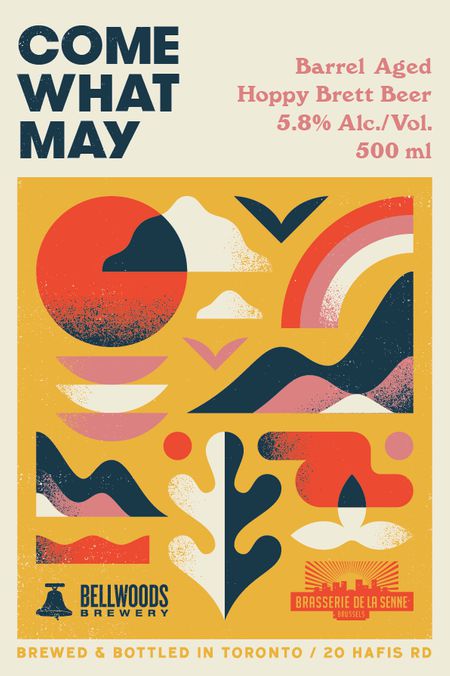 COME
WHAT
MAY
Barrel Aged
Hoppy Brett Beer
5.8% Alc./Vol.
500 ml
BELLWOODS
BREWERY
BRASSERIE DE LA SENNE
BRUSSELS
BREWED & BOTTLED IN TORONTO / 20 HAFIS RD